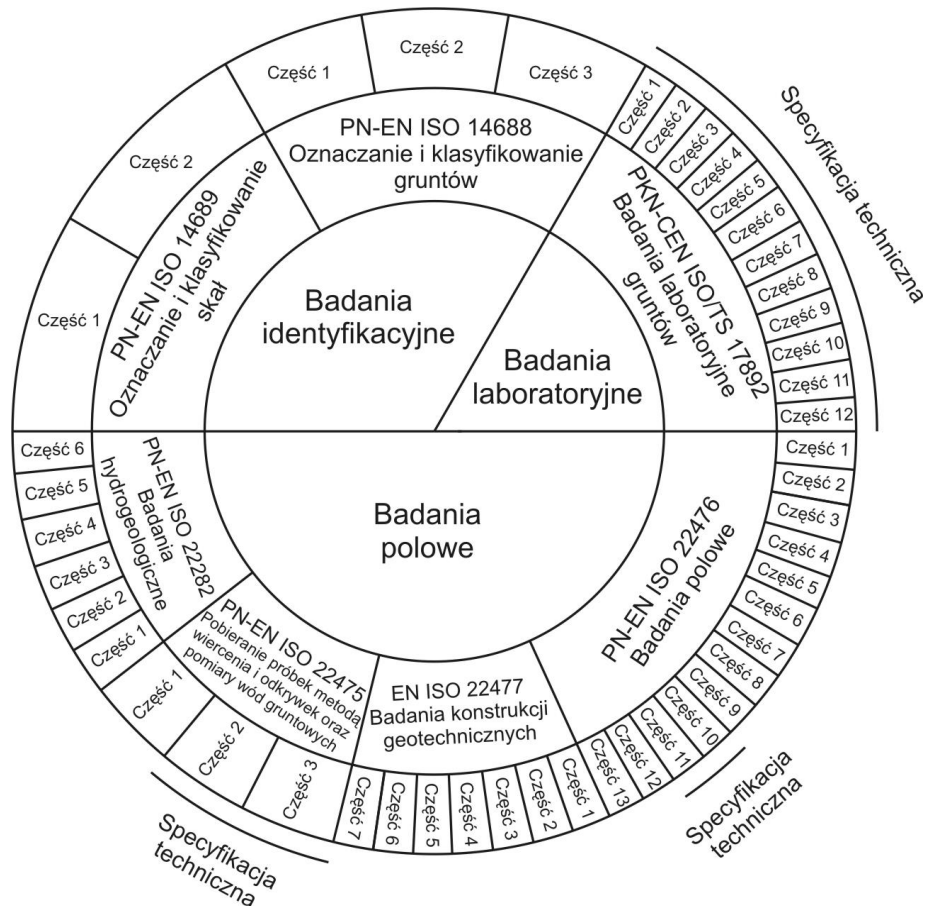 Badania
identyfikacyjne
Badania
laboratoryjne
Badania
polowe
PN-EN ISO 14689
Oznaczanie i klasyfikowanie
skał
Część 1
Część 2
PN-EN ISO 14688
Oznaczanie i klasyfikowanie
gruntów
Część 1
Część 2
Część 3
PKN-CEN ISO/TS 17892
Badania laboratoryjne
gruntów
Część 1
Część 2
Część 3
Część 4
Część 5
Część 6
Część 7
Część 8
Część 9
Część 10
Część 11
Część 12
Specyfikacja techniczna
PN-EN ISO 22476
Badania polowe
Część 1
Część 2
Część 3
Część 4
Część 5
Część 6
Część 7
Część 8
Część 9
Część 10
Część 11
Część 12
Część 13
Specyfikacja
techniczna
EN ISO 22477
Badania konstrukcji
geotechnicznych
Część 1
Część 2
Część 3
Część 4
Część 5
Część 6
Część 7
PN-EN ISO 22475
Pobieranie próbek metodą
wiercenia i odkrywek oraz
pomiary wód gruntowych
Część 1
Część 2
Część 3
Specyfikacja
techniczna
PN-EN ISO 22282
Badania
hydrogeologiczne
Część 1
Część 2
Część 3
Część 4
Część 5
Część 6